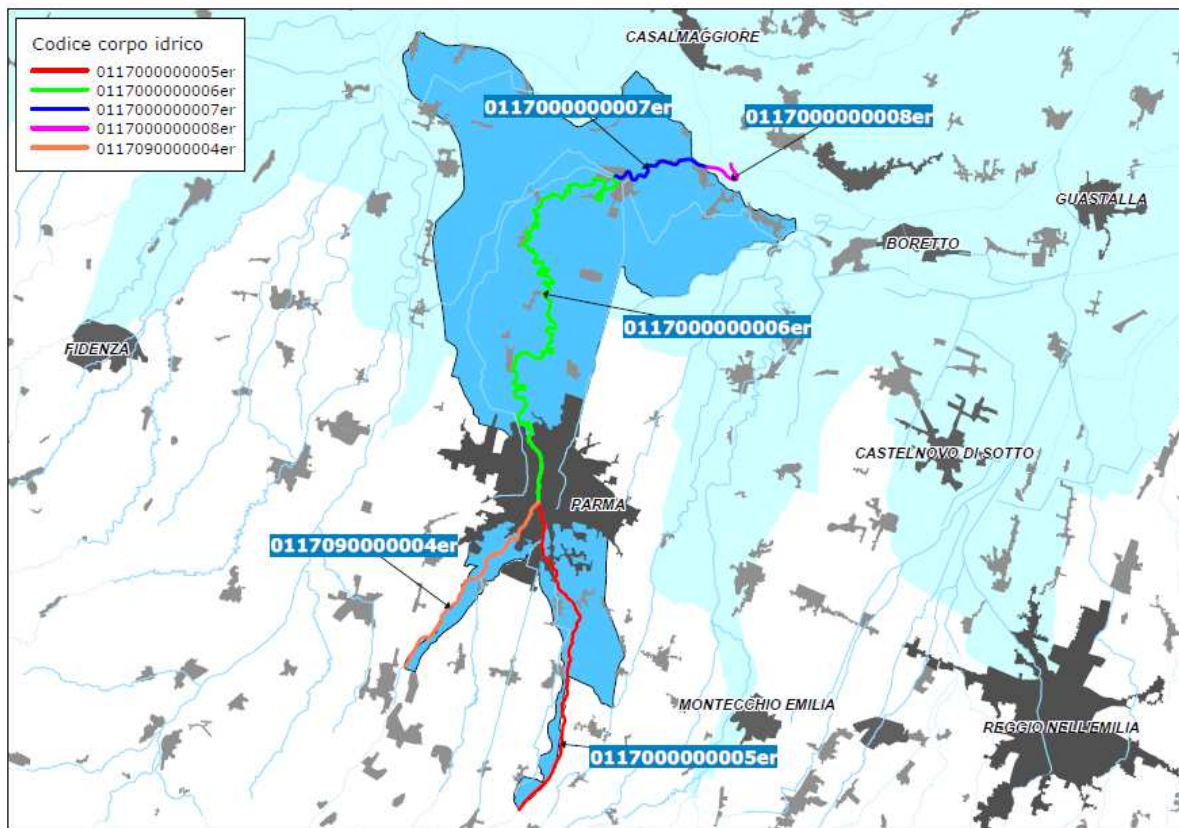 Codice corpo idrico
0117000000005er
0117000000006er
0117000000007er
0117000000008er
0117090000004er
CASALMAGGIORE
0117000000007er
0117000000008er
GUASTALLA
BORETTO
0117000000006er
FIDENZA
CASTELNOVO DI SOTTO
PARMA
0117090000004er
MONTECCHIO EMILIA
REGGIO NELL'EMILIA
0117000000005er